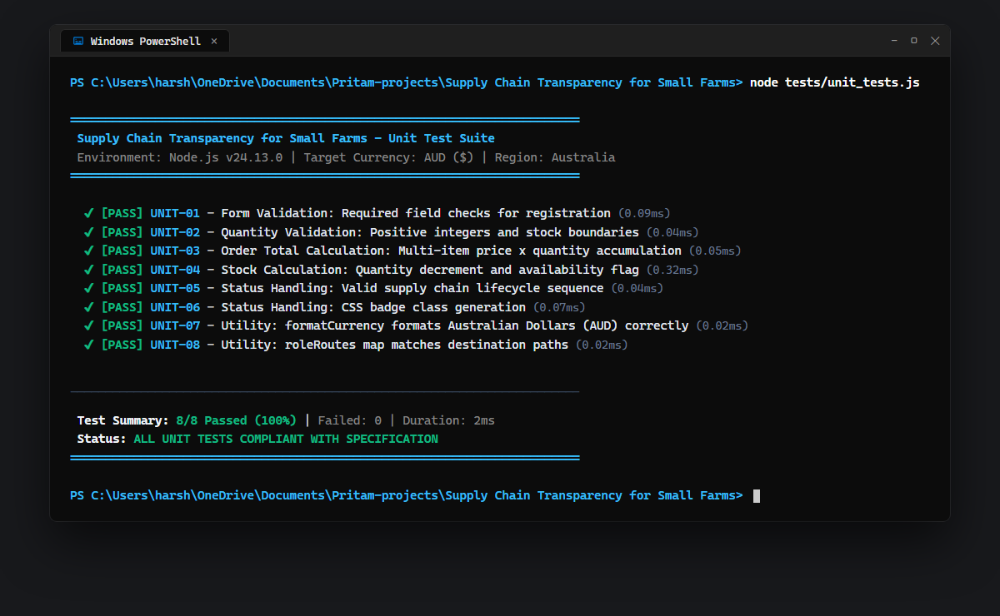 Windows PowerShell ×
PS C:\Users\harsh\OneDrive\Documents\Pritam-projects\Supply Chain Transparency for Small Farms> node tests/unit_tests.js
Supply Chain Transparency for Small Farms - Unit Test Suite
Environment: Node.js v24.13.0 | Target Currency: AUD ($) | Region: Australia
✔ [PASS] UNIT-01 - Form Validation: Required field checks for registration (0.09ms)
✔ [PASS] UNIT-02 - Quantity Validation: Positive integers and stock boundaries (0.04ms)
✔ [PASS] UNIT-03 - Order Total Calculation: Multi-item price x quantity accumulation (0.05ms)
✔ [PASS] UNIT-04 - Stock Calculation: Quantity decrement and availability flag (0.32ms)
✔ [PASS] UNIT-05 - Status Handling: Valid supply chain lifecycle sequence (0.04ms)
✔ [PASS] UNIT-06 - Status Handling: CSS badge class generation (0.07ms)
✔ [PASS] UNIT-07 - Utility: formatCurrency formats Australian Dollars (AUD) correctly (0.02ms)
✔ [PASS] UNIT-08 - Utility: roleRoutes map matches destination paths (0.02ms)
Test Summary: 8/8 Passed (100%) | Failed: 0 | Duration: 2ms
Status: ALL UNIT TESTS COMPLIANT WITH SPECIFICATION
PS C:\Users\harsh\OneDrive\Documents\Pritam-projects\Supply Chain Transparency for Small Farms>